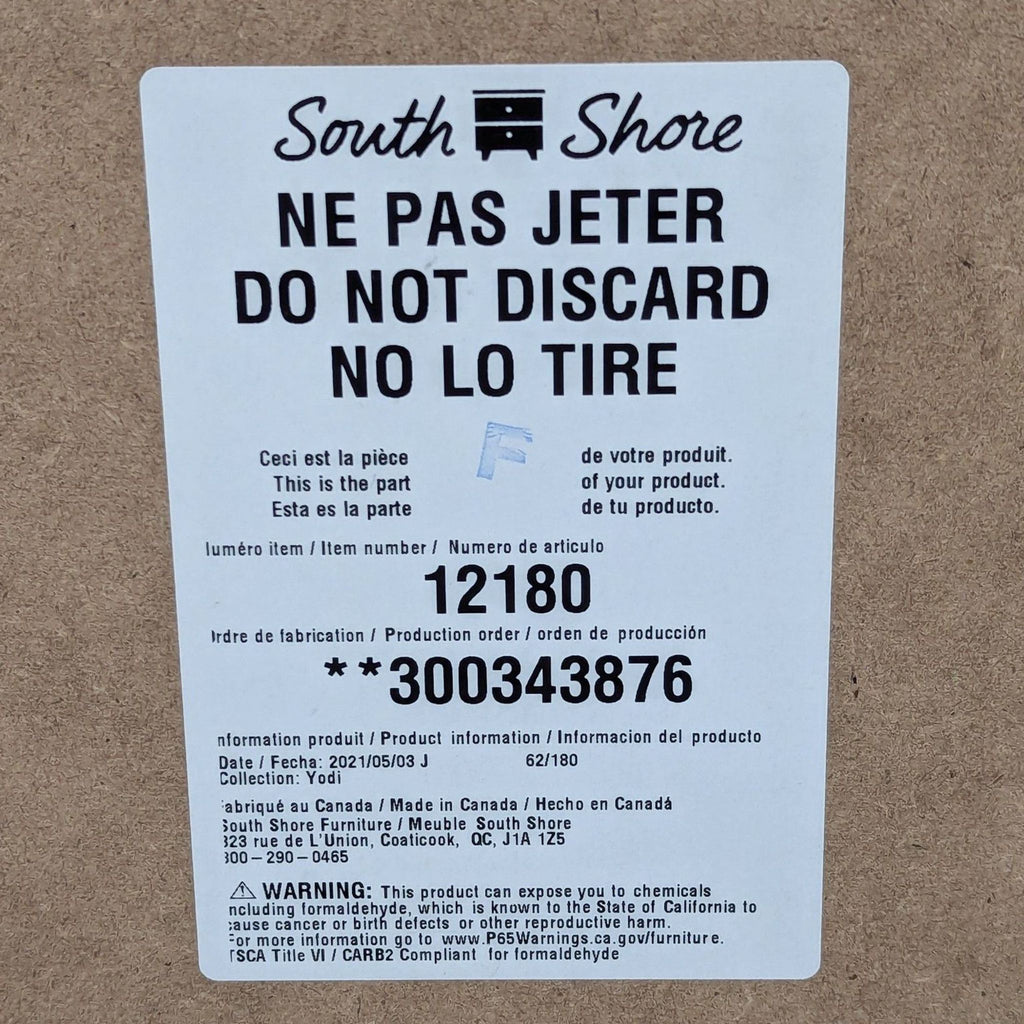 South Shore
NE PAS JETER
DO NOT DISCARD
NO LO TIRE
F
Ceci est la pièce de votre produit.
This is the part of your product.
Esta es la parte de tu producto.
uméro item / Item number / Numero de articulo
12180
rdre de fabrication / Production order / orden de producción
**300343876
nformation produit / Product information / Informacion del producto
Date / Fecha: 2021/05/03 J 62/180
Collection: Yodi
abriqué au Canada / Made in Canada / Hecho en Canadá
South Shore Furniture / Meuble South Shore
323 rue de L'Union, Coaticook, QC, J1A 1Z5
800-290-0465
⚠ WARNING: This product can expose you to chemicals
ncluding formaldehyde, which is known to the State of California to
cause cancer or birth defects or other reproductive harm.
For more information go to www.P65Warnings.ca.gov/furniture.
TSCA Title VI / CARB2 Compliant for formaldehyde